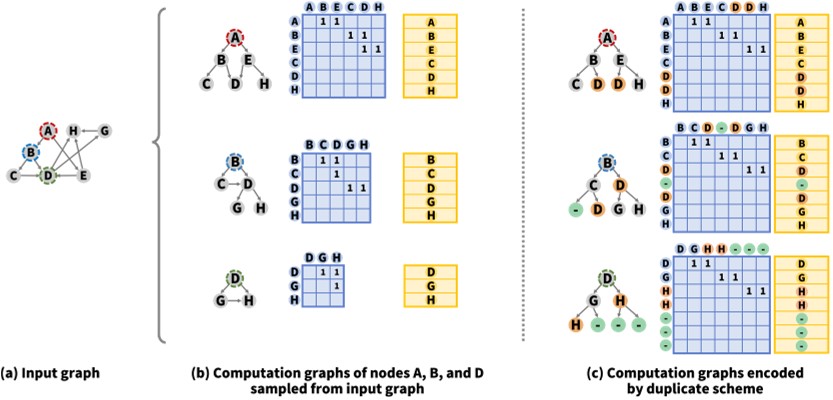 A B E C D H
A 1 1 A
B 1 1 B
E 1 1 E
C C
D D
H H
A
B E
C D H
A B E C D D H
A 1 1 A
B 1 1 B
E 1 1 E
C C
D D
D D
H H
A
B E
C D D H
A H G
B
C D E
B C D G H
B 1 1 B
C 1 C
D 1 1 D
G G
H H
B
C D
G H
B C D - D G H
B 1 1 B
C 1 1 C
D 1 1 D
- -
D D
G G
H H
B
C D
- D G H
D G H
D 1 1 D
G 1 G
H H
D
G H
D G H H - - -
D 1 1 D
G 1 1 G
H 1 1 H
H H
- -
- -
- -
D
G H
H - - -
(a) Input graph
(b) Computation graphs of nodes A, B, and D
sampled from input graph
(c) Computation graphs encoded
by duplicate scheme